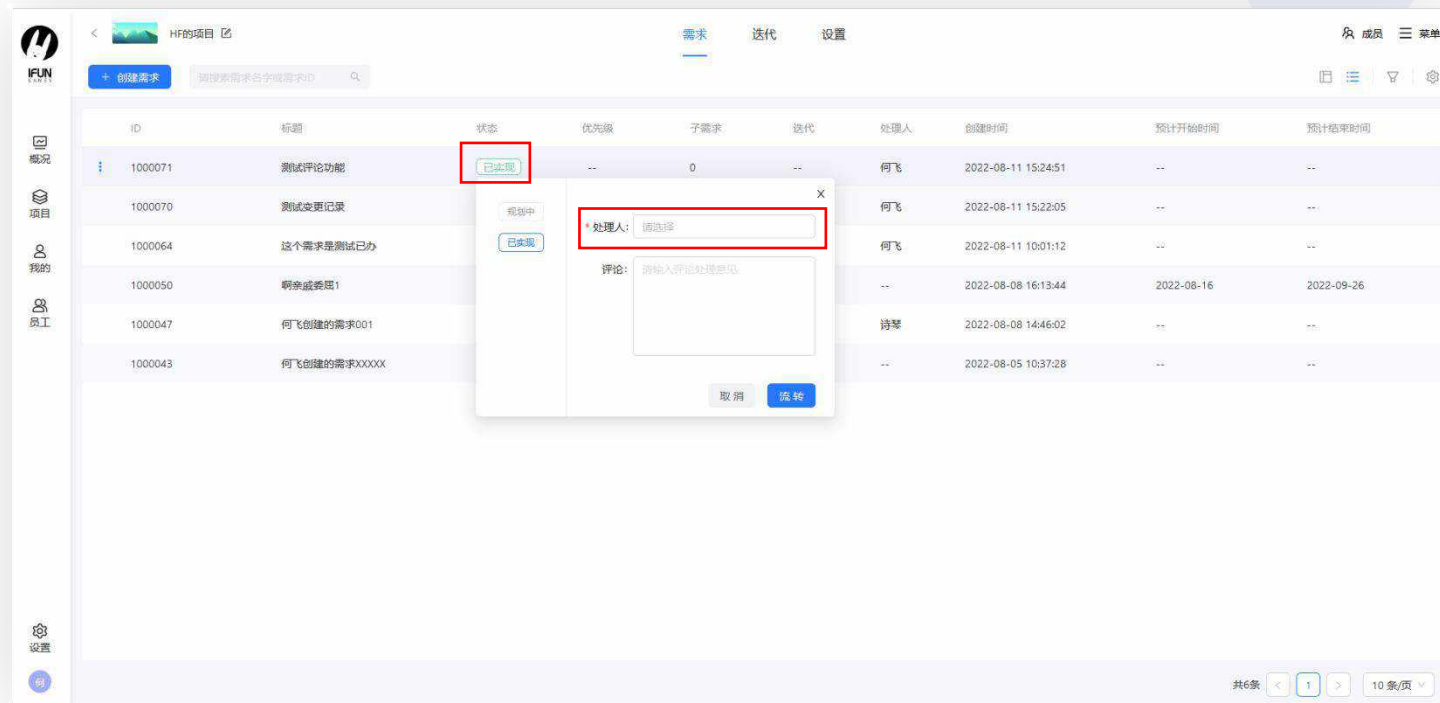 HF的项目
需求 迭代 设置
成员 菜单
IFUN
GAMES
+ 创建需求 请搜索需求名字或需求ID
概况
项目
我的
员工
设置
何
ID 标题 状态 优先级 子需求 迭代 处理人 创建时间 预计开始时间 预计结束时间
1000071 测试评论功能 已实现 -- 0 -- 何飞 2022-08-11 15:24:51 -- --
1000070 测试变更记录 何飞 2022-08-11 15:22:05 -- --
1000064 这个需求是测试已办 何飞 2022-08-11 10:01:12 -- --
1000050 啊亲戚委屈1 -- 2022-08-08 16:13:44 2022-08-16 2022-09-26
1000047 何飞创建的需求001 诗琴 2022-08-08 14:46:02 -- --
1000043 何飞创建的需求XXXXX -- 2022-08-05 10:37:28 -- --
X
规划中
已实现
* 处理人: 请选择
评论: 请输入评论处理意见
取 消 流 转
共6条 < 1 > 10 条/页